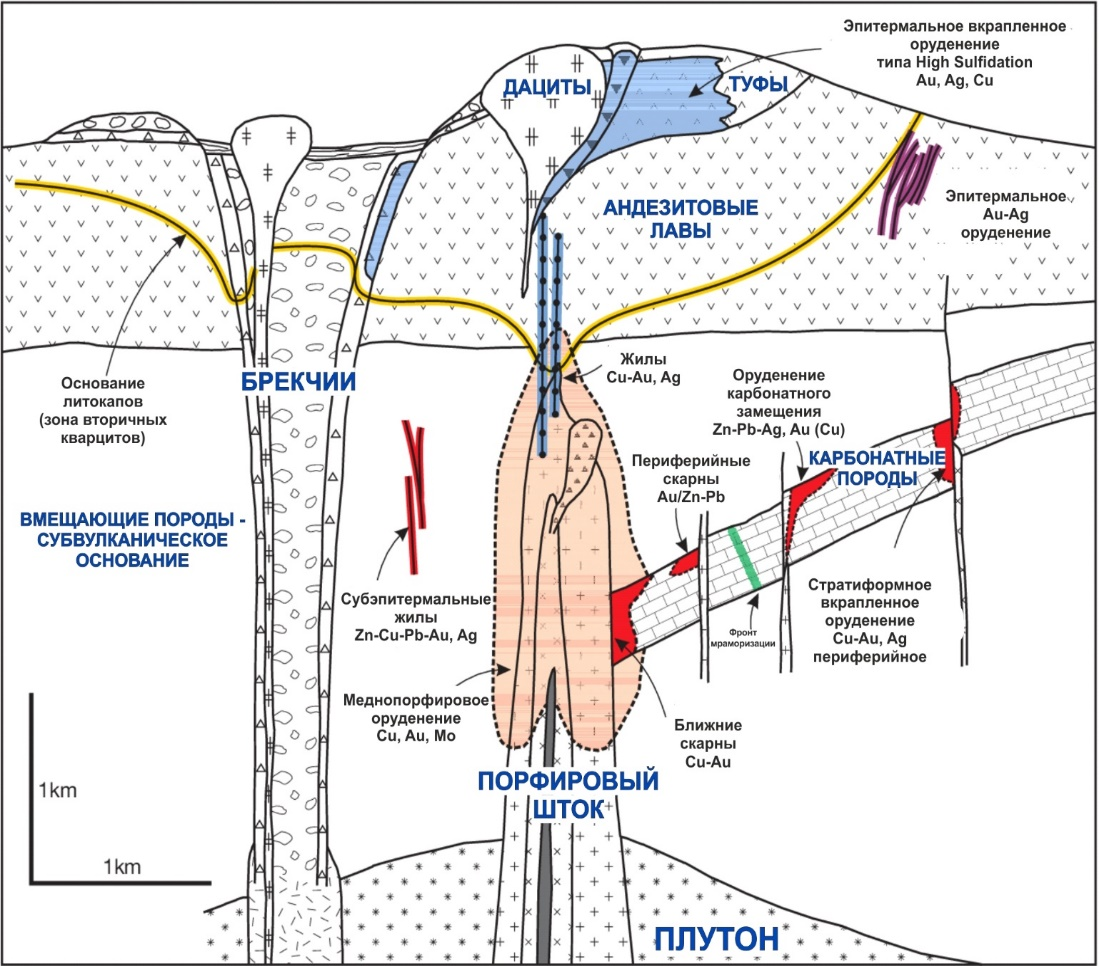 Эпитермальное вкрапленное
оруденение
типа High Sulfidation
Au, Ag, Cu
ДАЦИТЫ
ТУФЫ
АНДЕЗИТОВЫЕ
ЛАВЫ
Эпитермальное
Au-Ag
оруденение
Основание
литокапов
(зона вторичных
кварцитов)
БРЕКЧИИ
Жилы
Cu-Au, Ag
Оруденение
карбонатного
замещения
Zn-Pb-Ag, Au (Cu)
КАРБОНАТНЫЕ
ПОРОДЫ
Периферийные
скарны
Au/Zn-Pb
ВМЕЩАЮЩИЕ ПОРОДЫ -
СУБВУЛКАНИЧЕСКОЕ
ОСНОВАНИЕ
Субэпитермальные
жилы
Zn-Cu-Pb-Au, Ag
Фронт
мраморизации
Стратиформное
вкрапленное
оруденение
Cu-Au, Ag
периферийное
Меднопорфировое
оруденение
Cu, Au, Mo
Ближние
скарны
Cu-Au
ПОРФИРОВЫЙ
ШТОК
1km
1km
ПЛУТОН